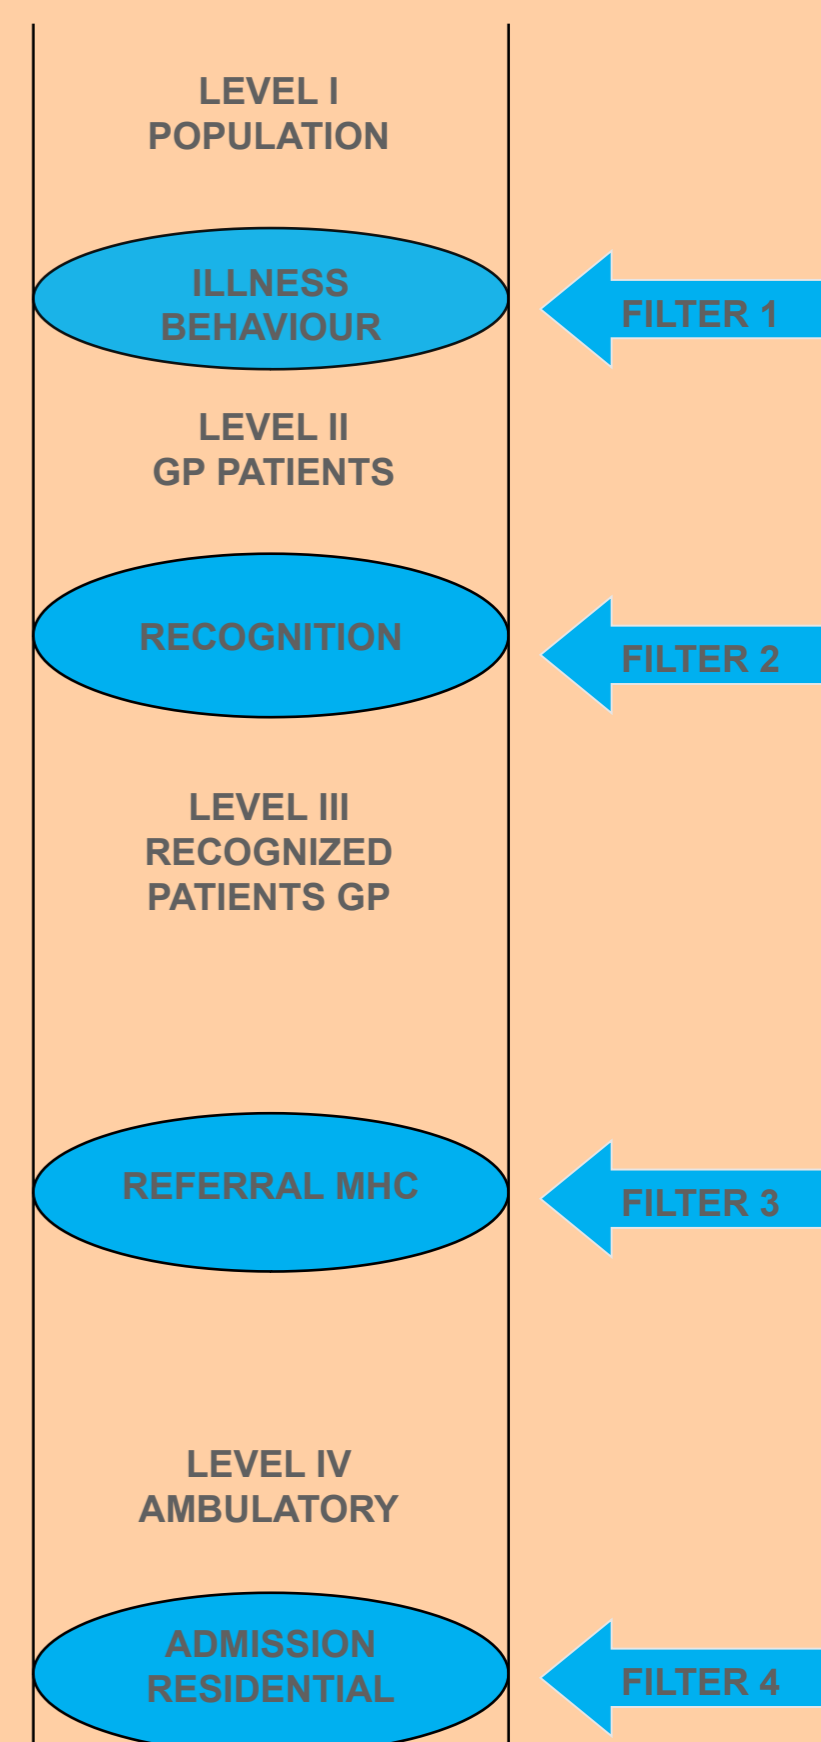 LEVEL I
POPULATION
ILLNESS
BEHAVIOUR
FILTER 1
LEVEL II
GP PATIENTS
RECOGNITION
FILTER 2
LEVEL III
RECOGNIZED
PATIENTS GP
REFERRAL MHC
FILTER 3
LEVEL IV
AMBULATORY
ADMISSION
RESIDENTIAL
FILTER 4